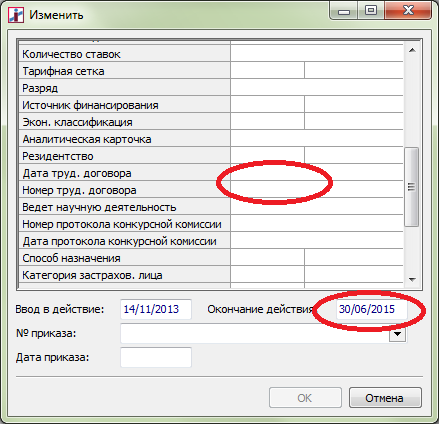 Изменить
Количество ставок
Тарифная сетка
Разряд
Источник финансирования
Экон. классификация
Аналитическая карточка
Резидентство
Дата труд. договора
Номер труд. договора
Ведет научную деятельность
Номер протокола конкурсной комиссии
Дата протокола конкурсной комиссии
Способ назначения
Категория застрахов. лица
Ввод в действие: 14/11/2013 Окончание действия 30/06/2015
№ приказа:
Дата приказа:
OK Отмена